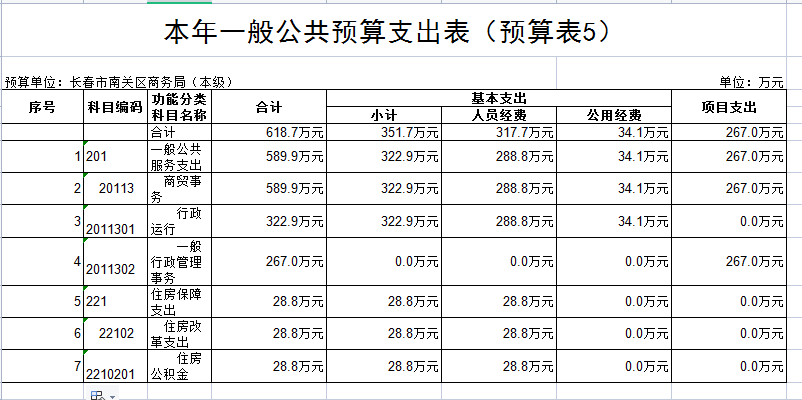 本年一般公共预算支出表（预算表5）
预算单位：长春市南关区商务局（本级） 单位：万元
序号 科目编码 功能分类科目名称 合计 基本支出 项目支出
小计 人员经费 公用经费
合计 618.7万元 351.7万元 317.7万元 34.1万元 267.0万元
1 201 一般公共服务支出 589.9万元 322.9万元 288.8万元 34.1万元 267.0万元
2 20113 商贸事务 589.9万元 322.9万元 288.8万元 34.1万元 267.0万元
3 2011301 行政运行 322.9万元 322.9万元 288.8万元 34.1万元 0.0万元
4 2011302 一般行政管理事务 267.0万元 0.0万元 0.0万元 0.0万元 267.0万元
5 221 住房保障支出 28.8万元 28.8万元 28.8万元 0.0万元 0.0万元
6 22102 住房改革支出 28.8万元 28.8万元 28.8万元 0.0万元 0.0万元
7 2210201 住房公积金 28.8万元 28.8万元 28.8万元 0.0万元 0.0万元